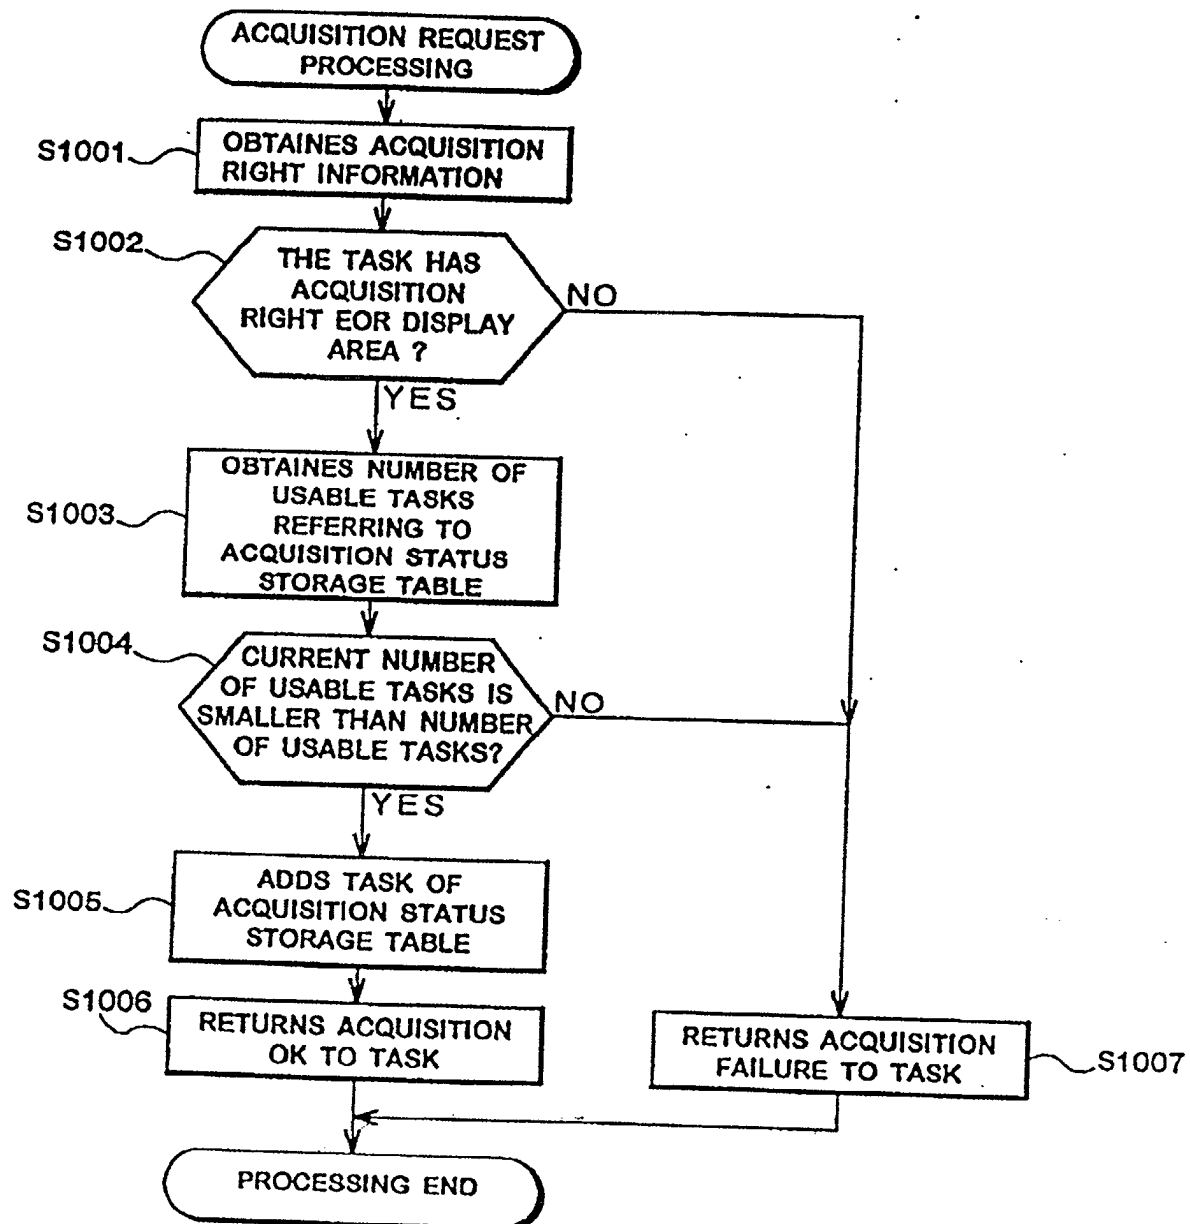 ACQUISITION REQUEST
PROCESSING
S1001
OBTAINES ACQUISITION
RIGHT INFORMATION
S1002
THE TASK HAS
ACQUISITION
RIGHT EOR DISPLAY
AREA ?
NO
YES
S1003
OBTAINES NUMBER OF
USABLE TASKS
REFERRING TO
ACQUISITION STATUS
STORAGE TABLE
S1004
CURRENT NUMBER
OF USABLE TASKS IS
SMALLER THAN NUMBER
OF USABLE TASKS?
NO
YES
S1005
ADDS TASK OF
ACQUISITION STATUS
STORAGE TABLE
S1006
RETURNS ACQUISITION
OK TO TASK
RETURNS ACQUISITION
FAILURE TO TASK
S1007
PROCESSING END